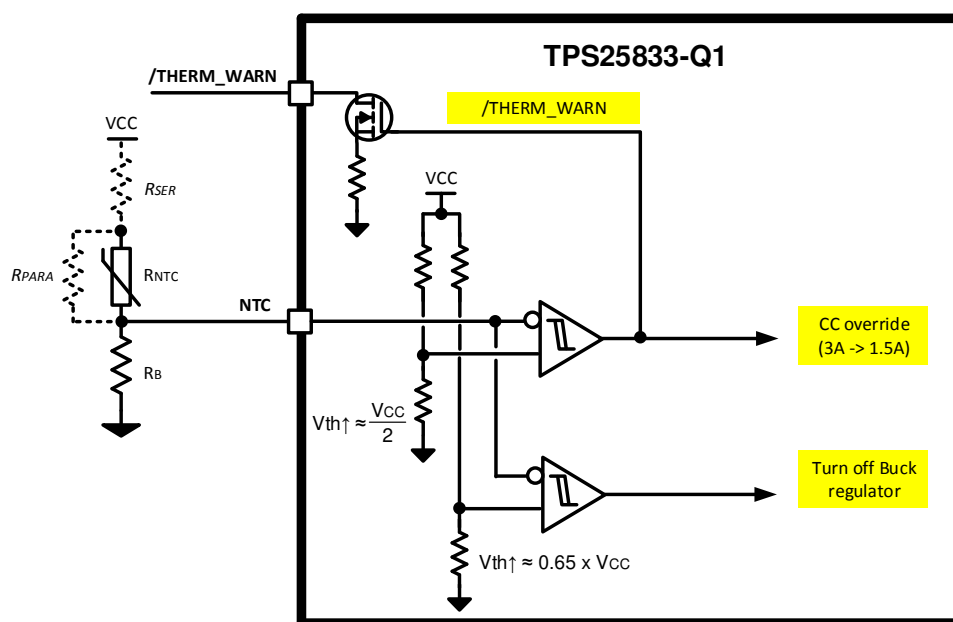 TPS25833-Q1
/THERM_WARN
/THERM_WARN
VCC
RSER
VCC
RPARA
RNTC
NTC
CC override
(3A -> 1.5A)
RB
Vth↑ ≈ VCC
2
Turn off Buck
regulator
Vth↑ ≈ 0.65 x VCC